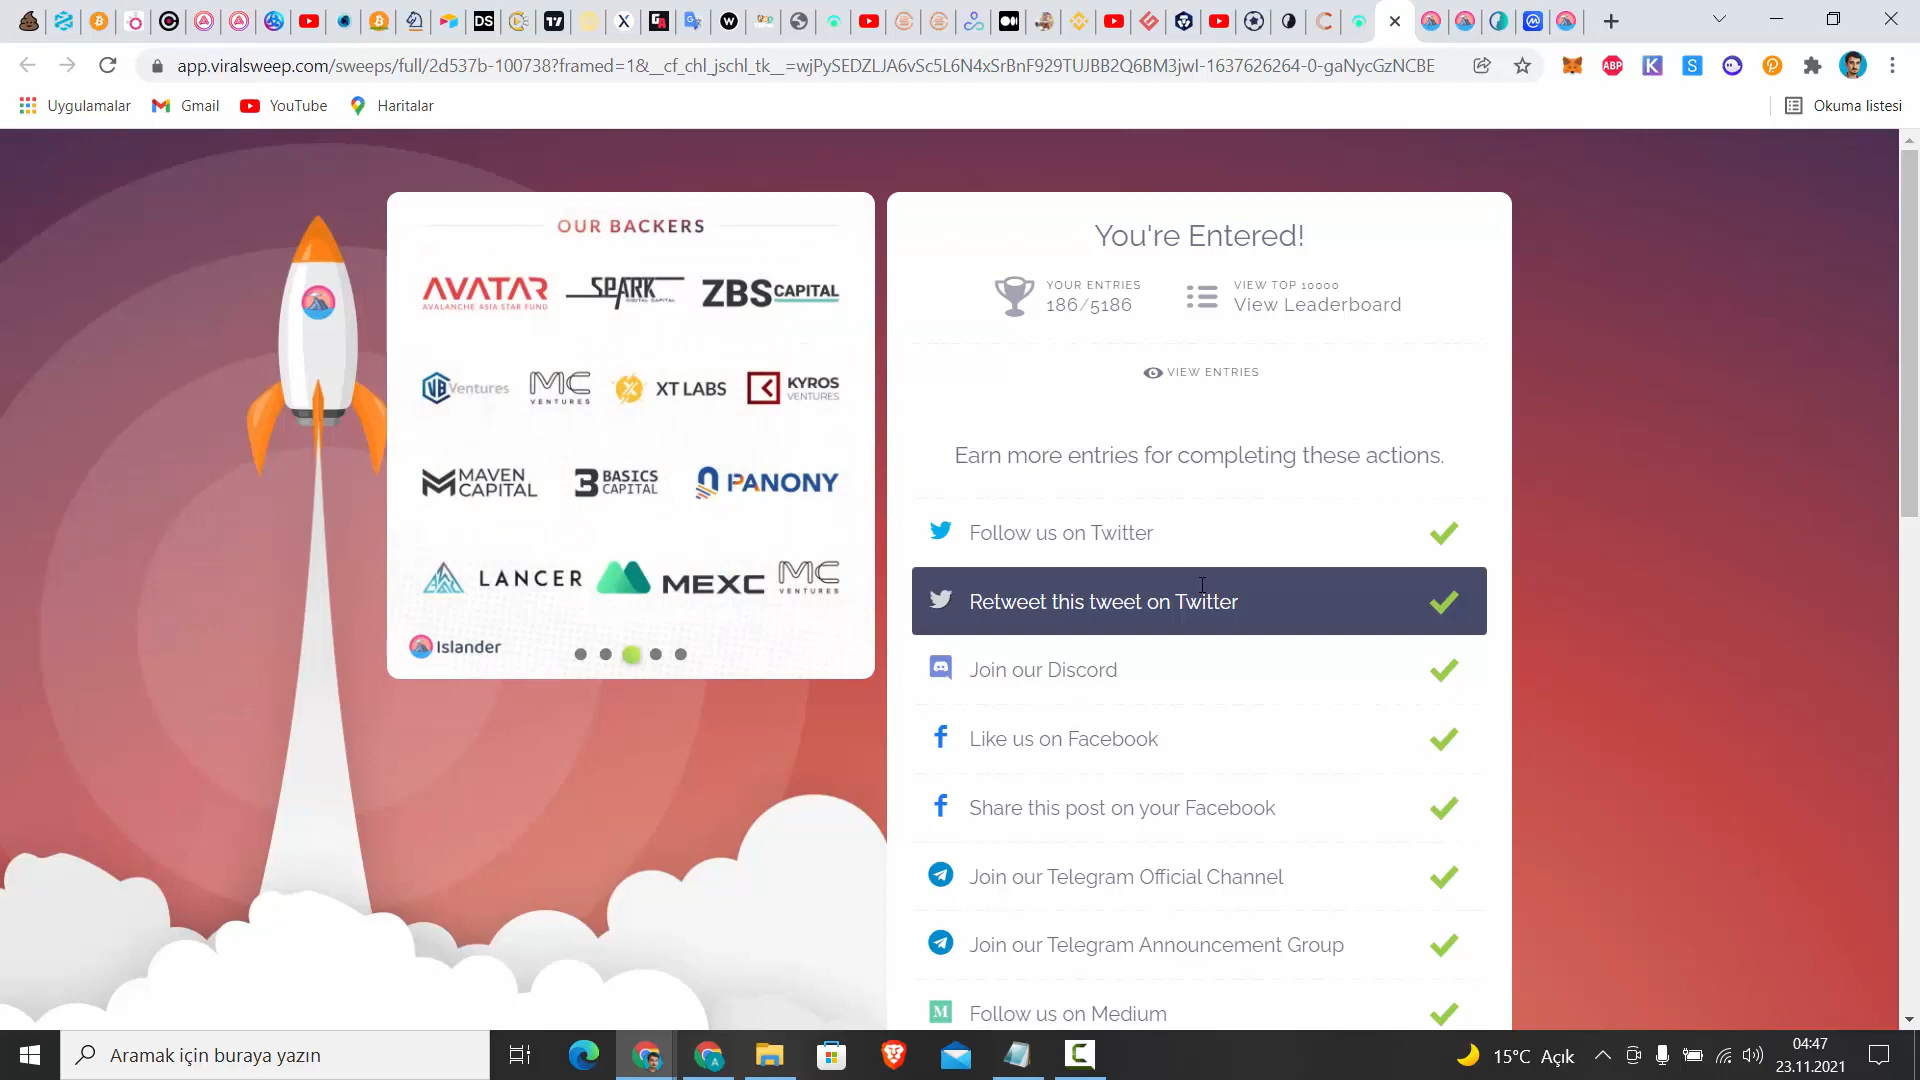 app.viralsweep.com/sweeps/full/2d537b-100738?framed=1&__cf_chl_jschl_tk__=wjPySEDZLJA6vSc5L6N4xSrBnF929TUJBB2Q6BM3jwI-1637626264-0-gaNycGzNCBE
Uygulamalar Gmail YouTube Haritalar Okuma listesi
OUR BACKERS
AVATAR
AVALANCHE ASIA STAR FUND
SPARK
DIGITAL CAPITAL
ZBS CAPITAL
VB Ventures
MC VENTURES
XT LABS
KYROS VENTURES
MAVEN CAPITAL
3 BASICS CAPITAL
PANONY
LANCER
MEXC
MC VENTURES
Islander
You're Entered!
YOUR ENTRIES
186/5186
VIEW TOP 10000
View Leaderboard
VIEW ENTRIES
Earn more entries for completing these actions.
Follow us on Twitter
Retweet this tweet on Twitter
Join our Discord
Like us on Facebook
Share this post on your Facebook
Join our Telegram Official Channel
Join our Telegram Announcement Group
Follow us on Medium
Aramak için buraya yazın
15°C Açık
04:47
23.11.2021